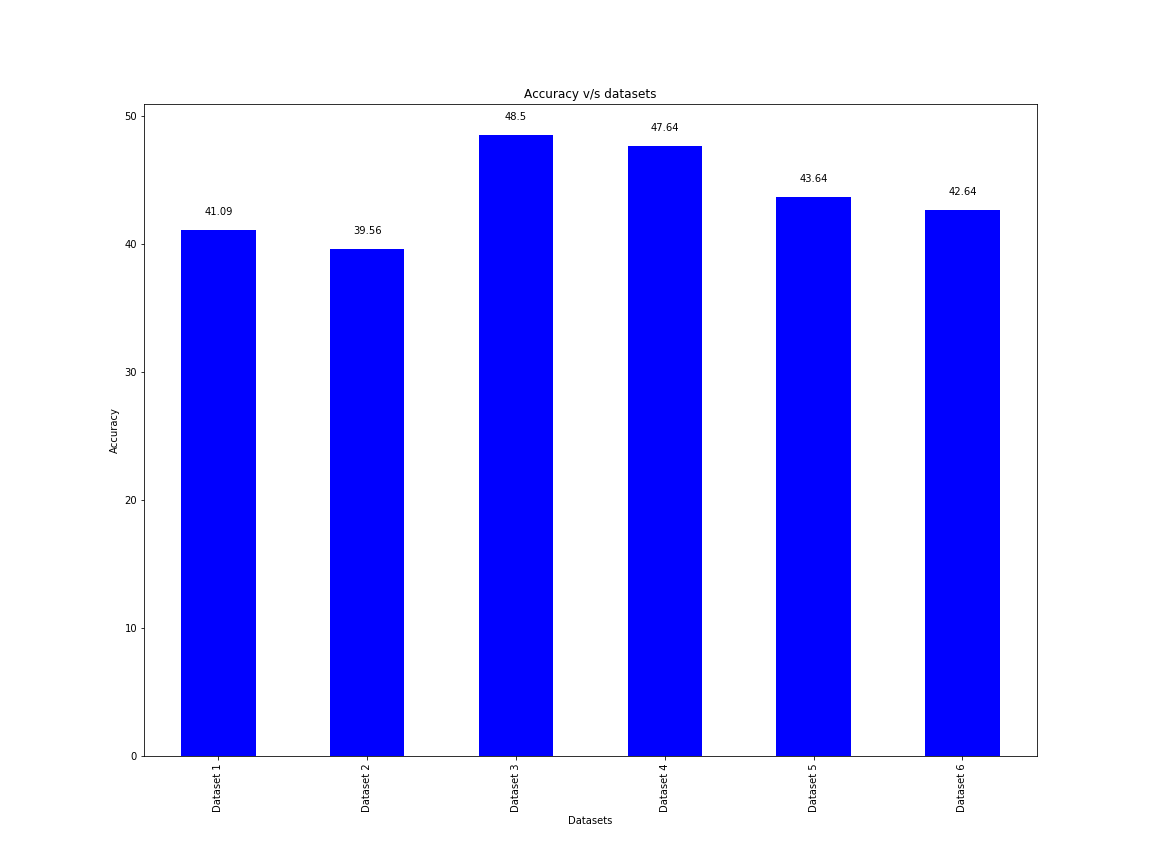 Accuracy v/s datasets
50
40
30
20
10
0
Accuracy
41.09
39.56
48.5
47.64
43.64
42.64
Dataset 1
Dataset 2
Dataset 3
Dataset 4
Dataset 5
Dataset 6
Datasets